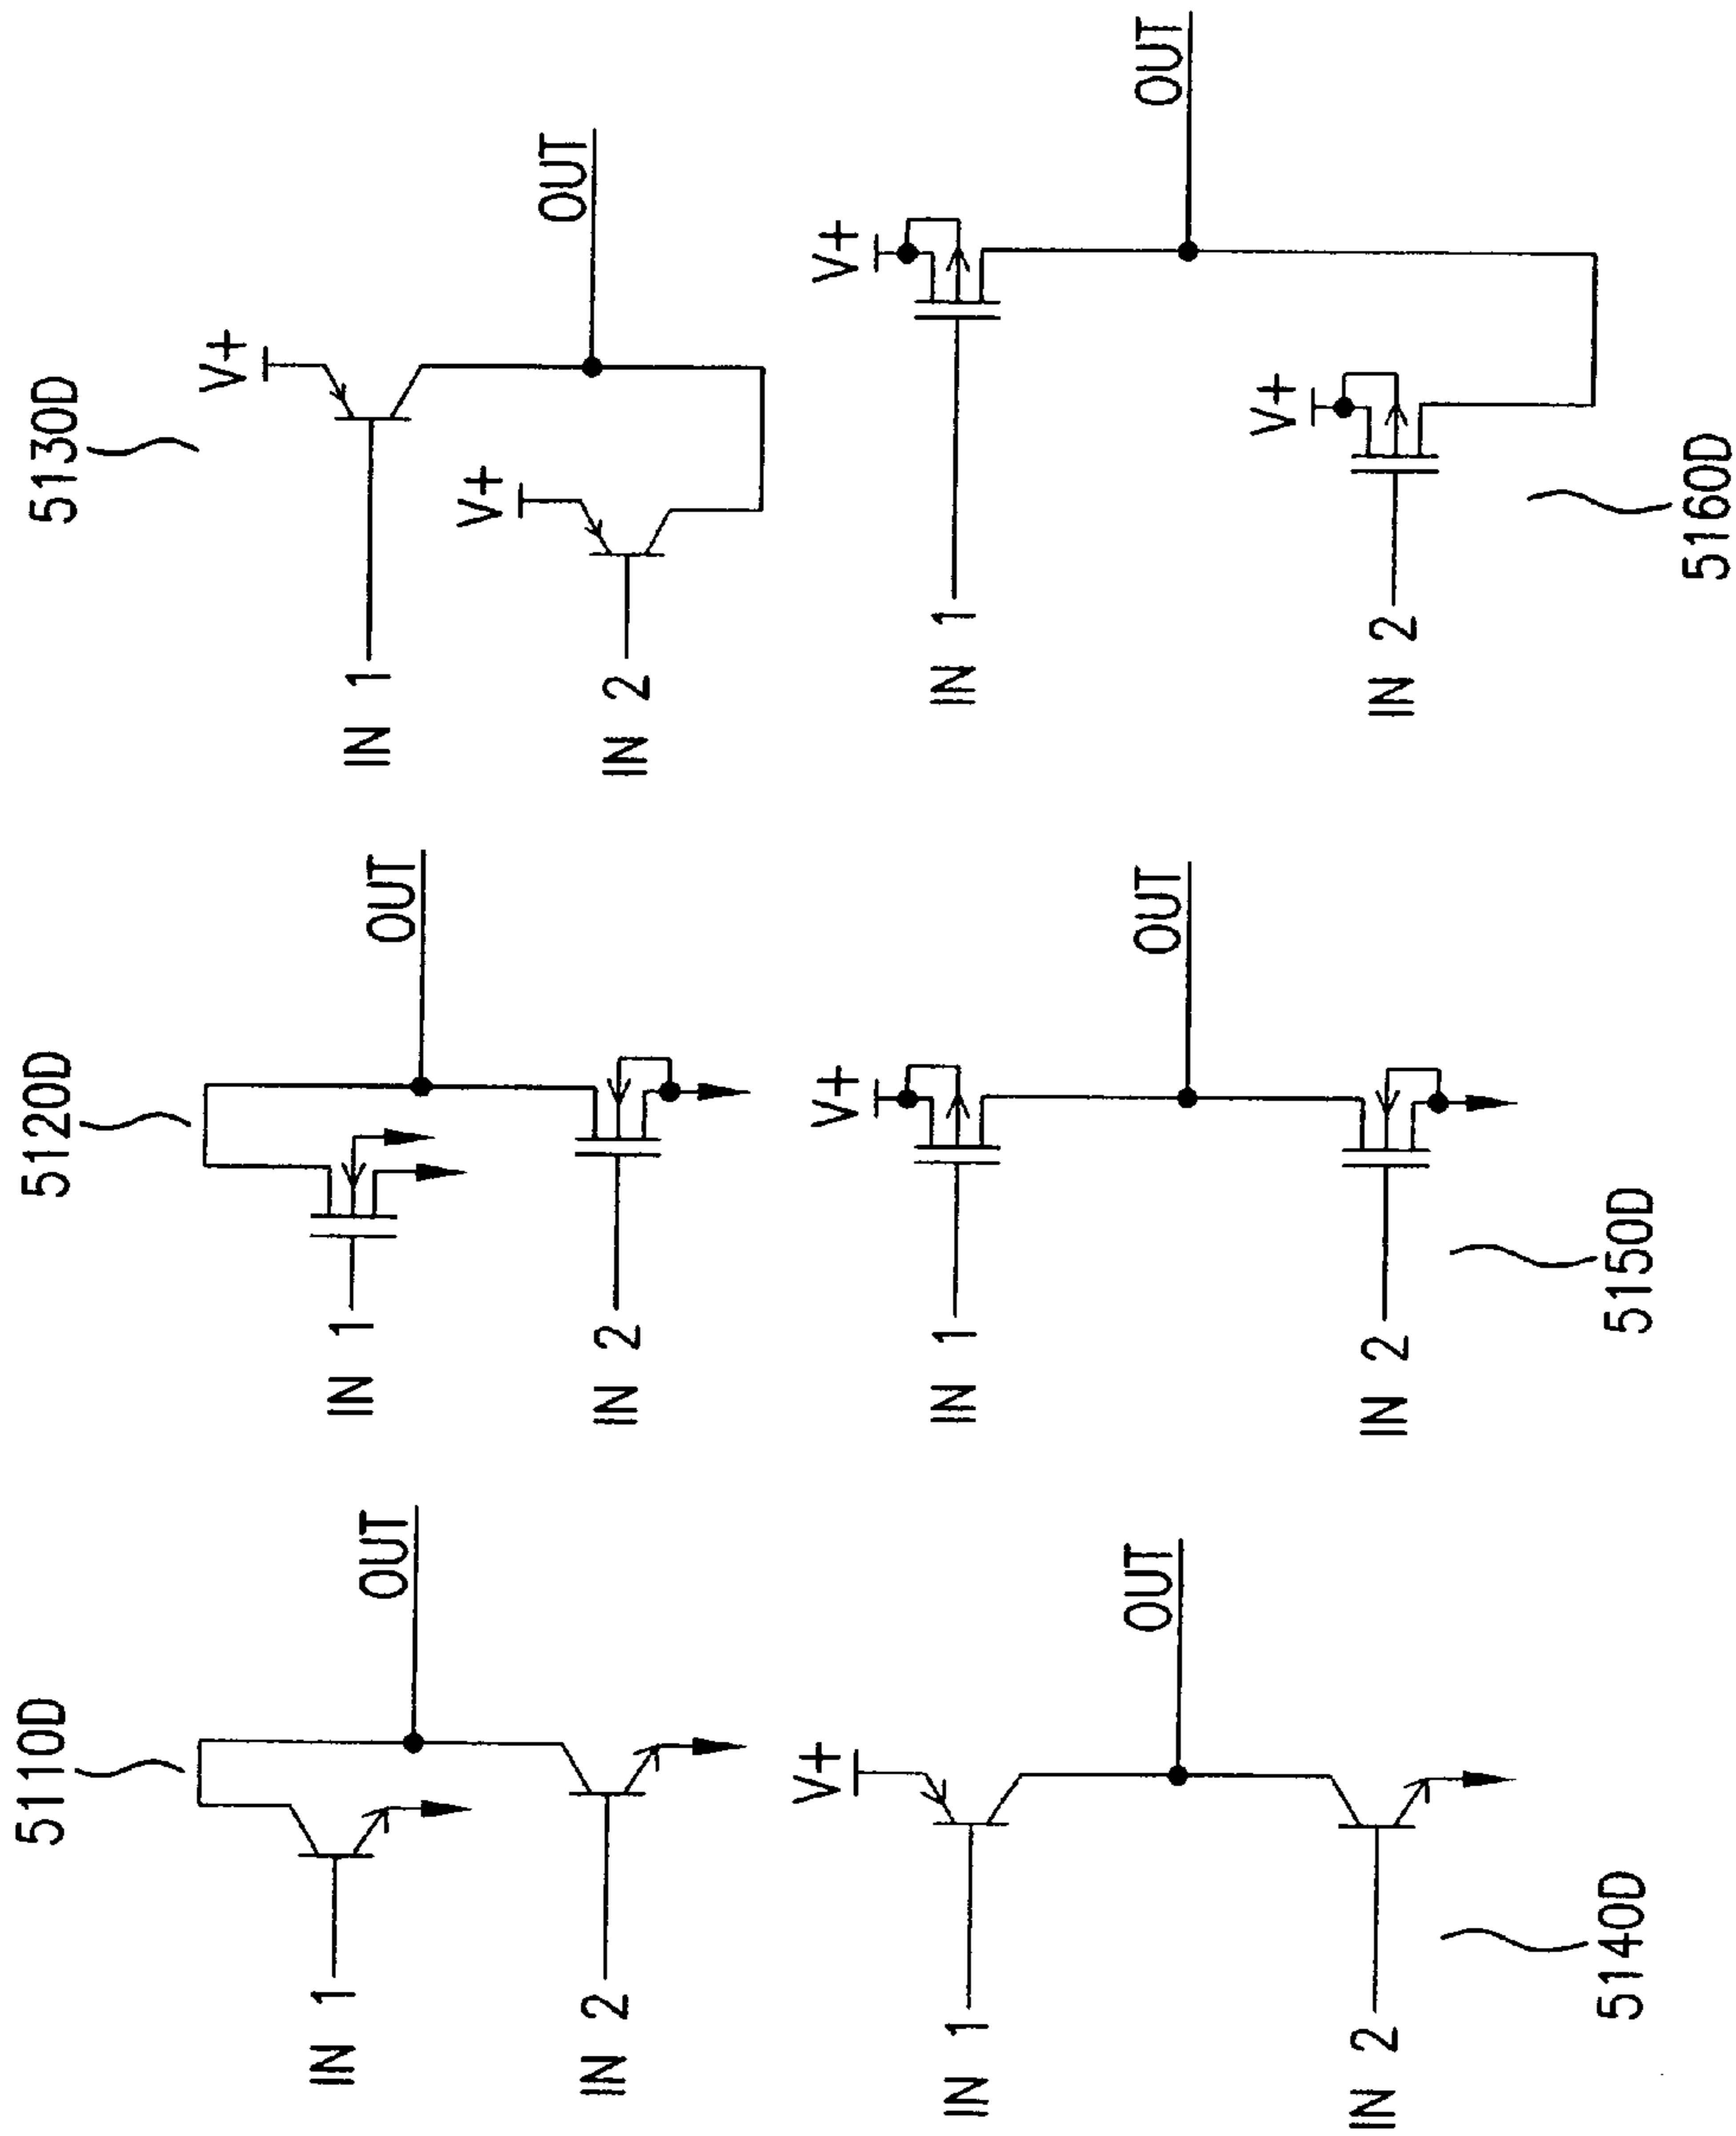 5110D
IN 1
IN 2
OUT
5120D
IN 1
IN 2
OUT
5130D
V+
IN 1
V+
IN 2
OUT
V+
IN 1
IN 2
OUT
5140D
V+
IN 1
IN 2
OUT
5150D
V+
IN 1
V+
IN 2
OUT
5160D